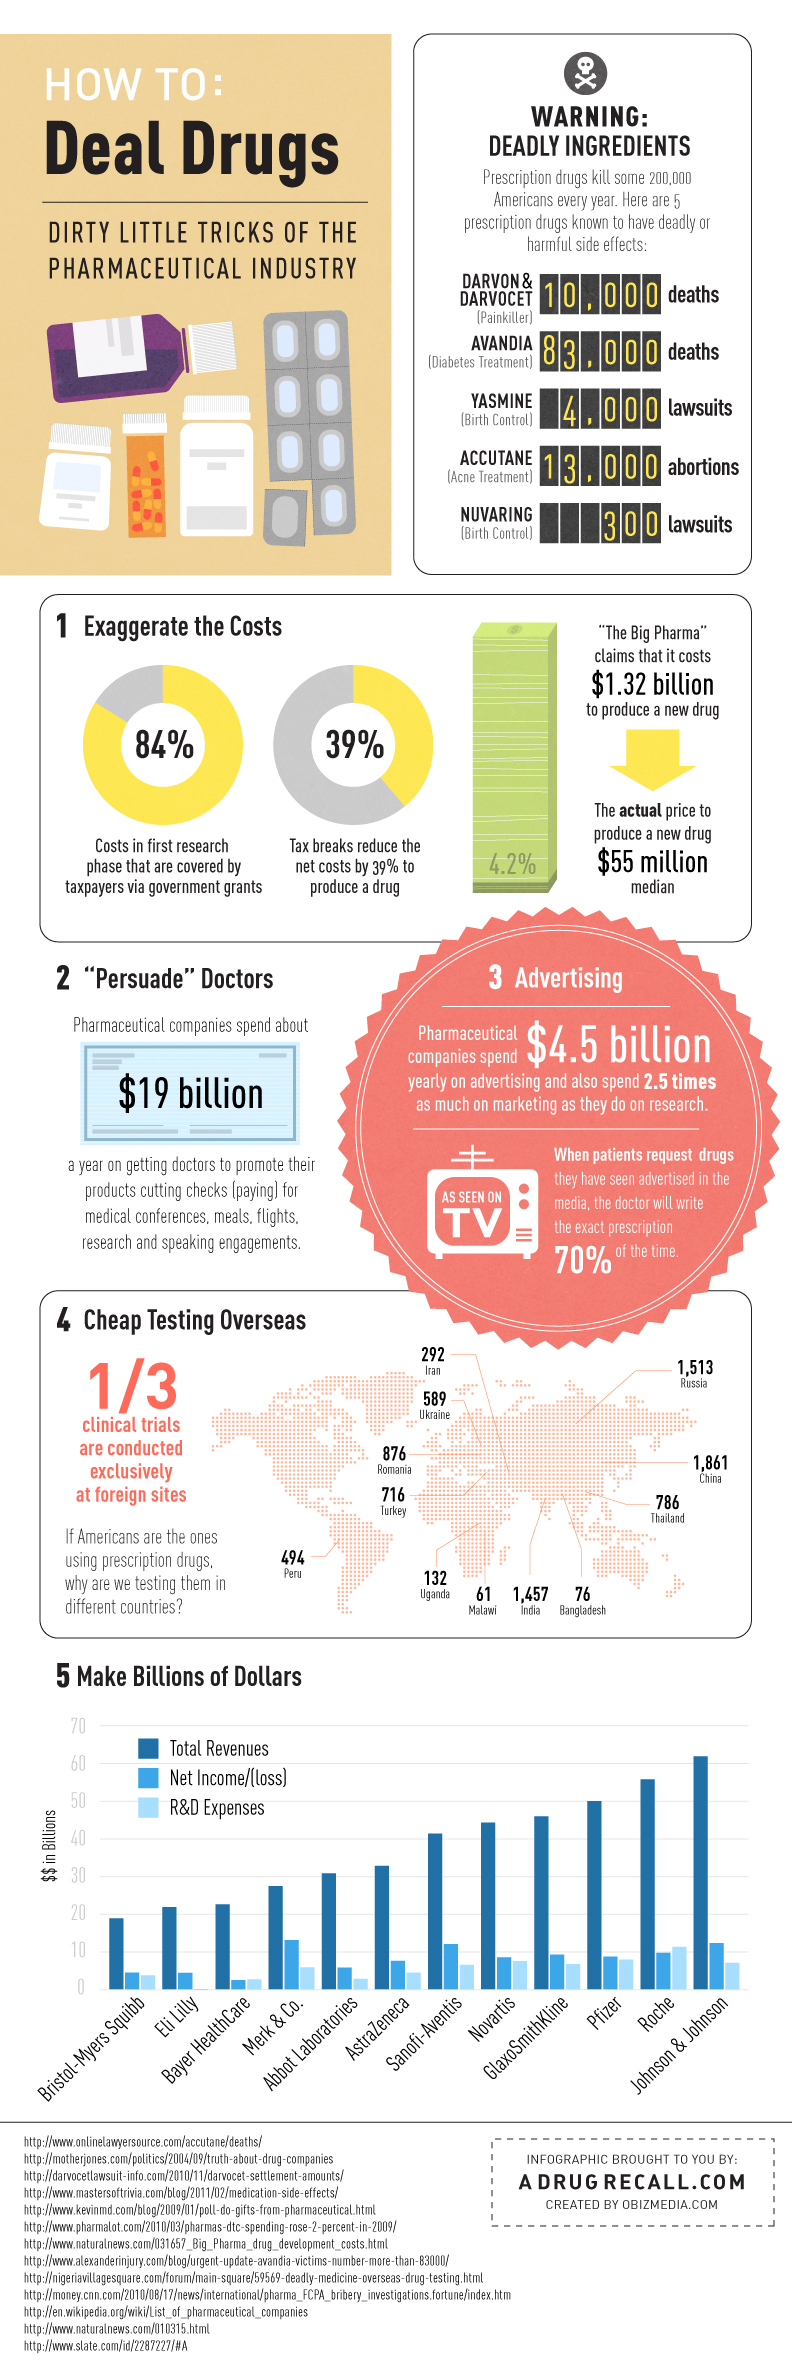 HOW TO:
Deal Drugs
DIRTY LITTLE TRICKS OF THE
PHARMACEUTICAL INDUSTRY
WARNING:
DEADLY INGREDIENTS
Prescription drugs kill some 200,000
Americans every year. Here are 5
prescription drugs known to have deadly or
harmful side effects:
DARVON &
DARVOCET
(Painkiller)
10,000 deaths
AVANDIA
(Diabetes Treatment)
83,000 deaths
YASMINE
(Birth Control)
4,000 lawsuits
ACCUTANE
(Acne Treatment)
13,000 abortions
NUVARING
(Birth Control)
300 lawsuits
1 Exaggerate the Costs
84%
Costs in first research
phase that are covered by
taxpayers via government grants
39%
Tax breaks reduce the
net costs by 39% to
produce a drug
4.2%
"The Big Pharma"
claims that it costs
$1.32 billion
to produce a new drug
The actual price to
produce a new drug
$55 million
median
2 "Persuade" Doctors
Pharmaceutical companies spend about
$19 billion
a year on getting doctors to promote their
products cutting checks (paying) for
medical conferences, meals, flights,
research and speaking engagements.
3 Advertising
Pharmaceutical
companies spend $4.5 billion
yearly on advertising and also spend 2.5 times
as much on marketing as they do on research.
AS SEEN ON
TV
When patients request drugs
they have seen advertised in the
media, the doctor will write
the exact prescription
70% of the time.
4 Cheap Testing Overseas
1/3
clinical trials
are conducted
exclusively
at foreign sites
If Americans are the ones
using prescription drugs,
why are we testing them in
different countries?
292
Iran
589
Ukraine
876
Romania
716
Turkey
494
Peru
132
Uganda
61
Malawi
1,457
India
76
Bangladesh
1,513
Russia
1,861
China
786
Thailand
5 Make Billions of Dollars
$$ in Billions
70
60
50
40
30
20
10
0
Total Revenues
Net Income/(loss)
R&D Expenses
Bristol-Myers Squibb
Eli Lilly
Bayer HealthCare
Merk & Co.
Abbot Laboratories
AstraZeneca
Sanofi-Aventis
Novartis
GlaxoSmithKline
Pfizer
Roche
Johnson & Johnson
http://www.onlinelawyersource.com/accutane/deaths/
http://motherjones.com/politics/2004/09/truth-about-drug-companies
http://darvocetlawsuit-info.com/2010/11/darvocet-settlement-amounts/
http://www.mastersoftrivia.com/blog/2011/02/medication-side-effects/
http://www.kevinmd.com/blog/2009/01/poll-do-gifts-from-pharmaceutical.html
http://www.pharmalot.com/2010/03/pharmas-dtc-spending-rose-2-percent-in-2009/
http://www.naturalnews.com/031657_Big_Pharma_drug_development_costs.html
http://www.alexanderinjury.com/blog/urgent-update-avandia-victims-number-more-than-83000/
http://nigeriavillagesquare.com/forum/main-square/59569-deadly-medicine-overseas-drug-testing.html
http://money.cnn.com/2010/08/17/news/international/pharma_FCPA_bribery_investigations.fortune/index.htm
http://en.wikipedia.org/wiki/List_of_pharmaceutical_companies
http://www.naturalnews.com/010315.html
http://www.slate.com/id/2287227/#A
INFOGRAPHIC BROUGHT TO YOU BY:
ADRUGRECALL.COM
CREATED BY OBIZMEDIA.COM